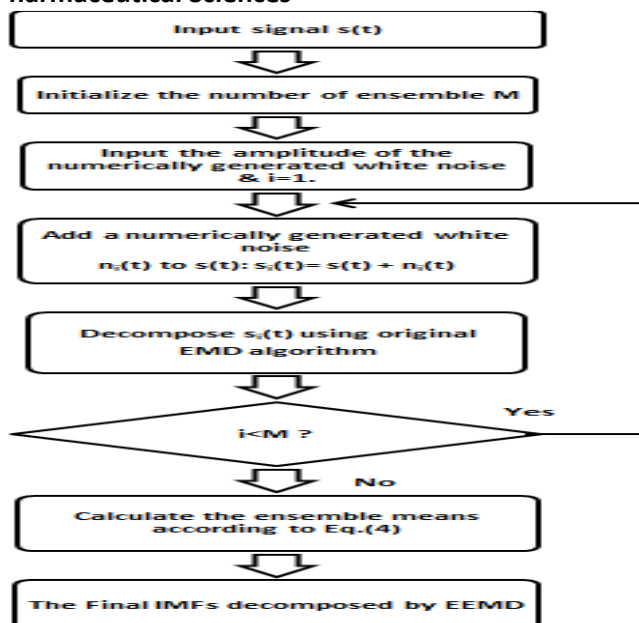 harmaceutical Sciences
Input signal s(t)
Initialize the number of ensemble M
Input the amplitude of the
numerically generated white noise
& i=1.
Add a numerically generated white
noise
nᵢ(t) to s(t): sᵢ(t)= s(t) + nᵢ(t)
Decompose sᵢ(t) using original
EMD algorithm
Yes
i<M ?
No
Calculate the ensemble means
according to Eq.(4)
The Final IMFs decomposed by EEMD